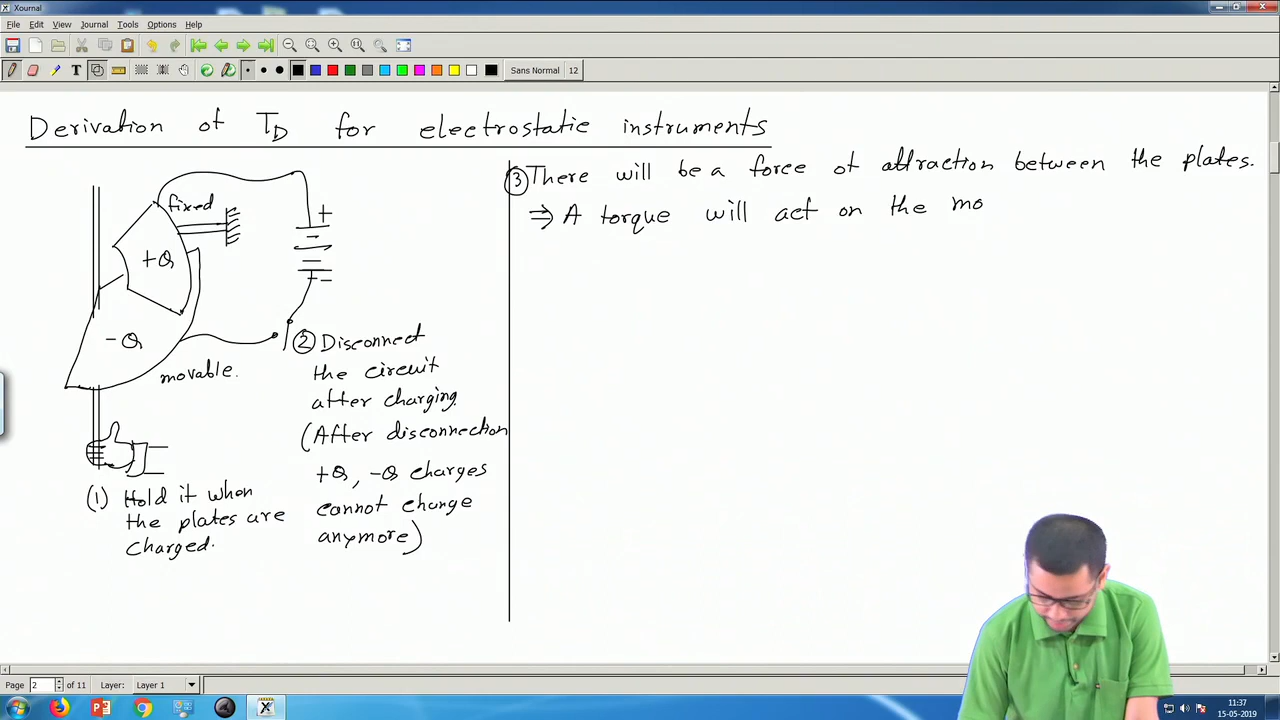 Xournal
File Edit View Journal Tools Options Help
Sans Normal 12
Derivation of TD for electrostatic instruments
fixed
+
+Q
+-
-Q
movable.
(1) Hold it when
the plates are
charged.
② Disconnect
the circuit
after charging.
(After disconnection
+Q, -Q charges
cannot change
anymore)
③ There will be a force of attraction between the plates.
⇒ A torque will act on the mo
Page 2 of 11 Layer: Layer 1
11:37
15-05-2019